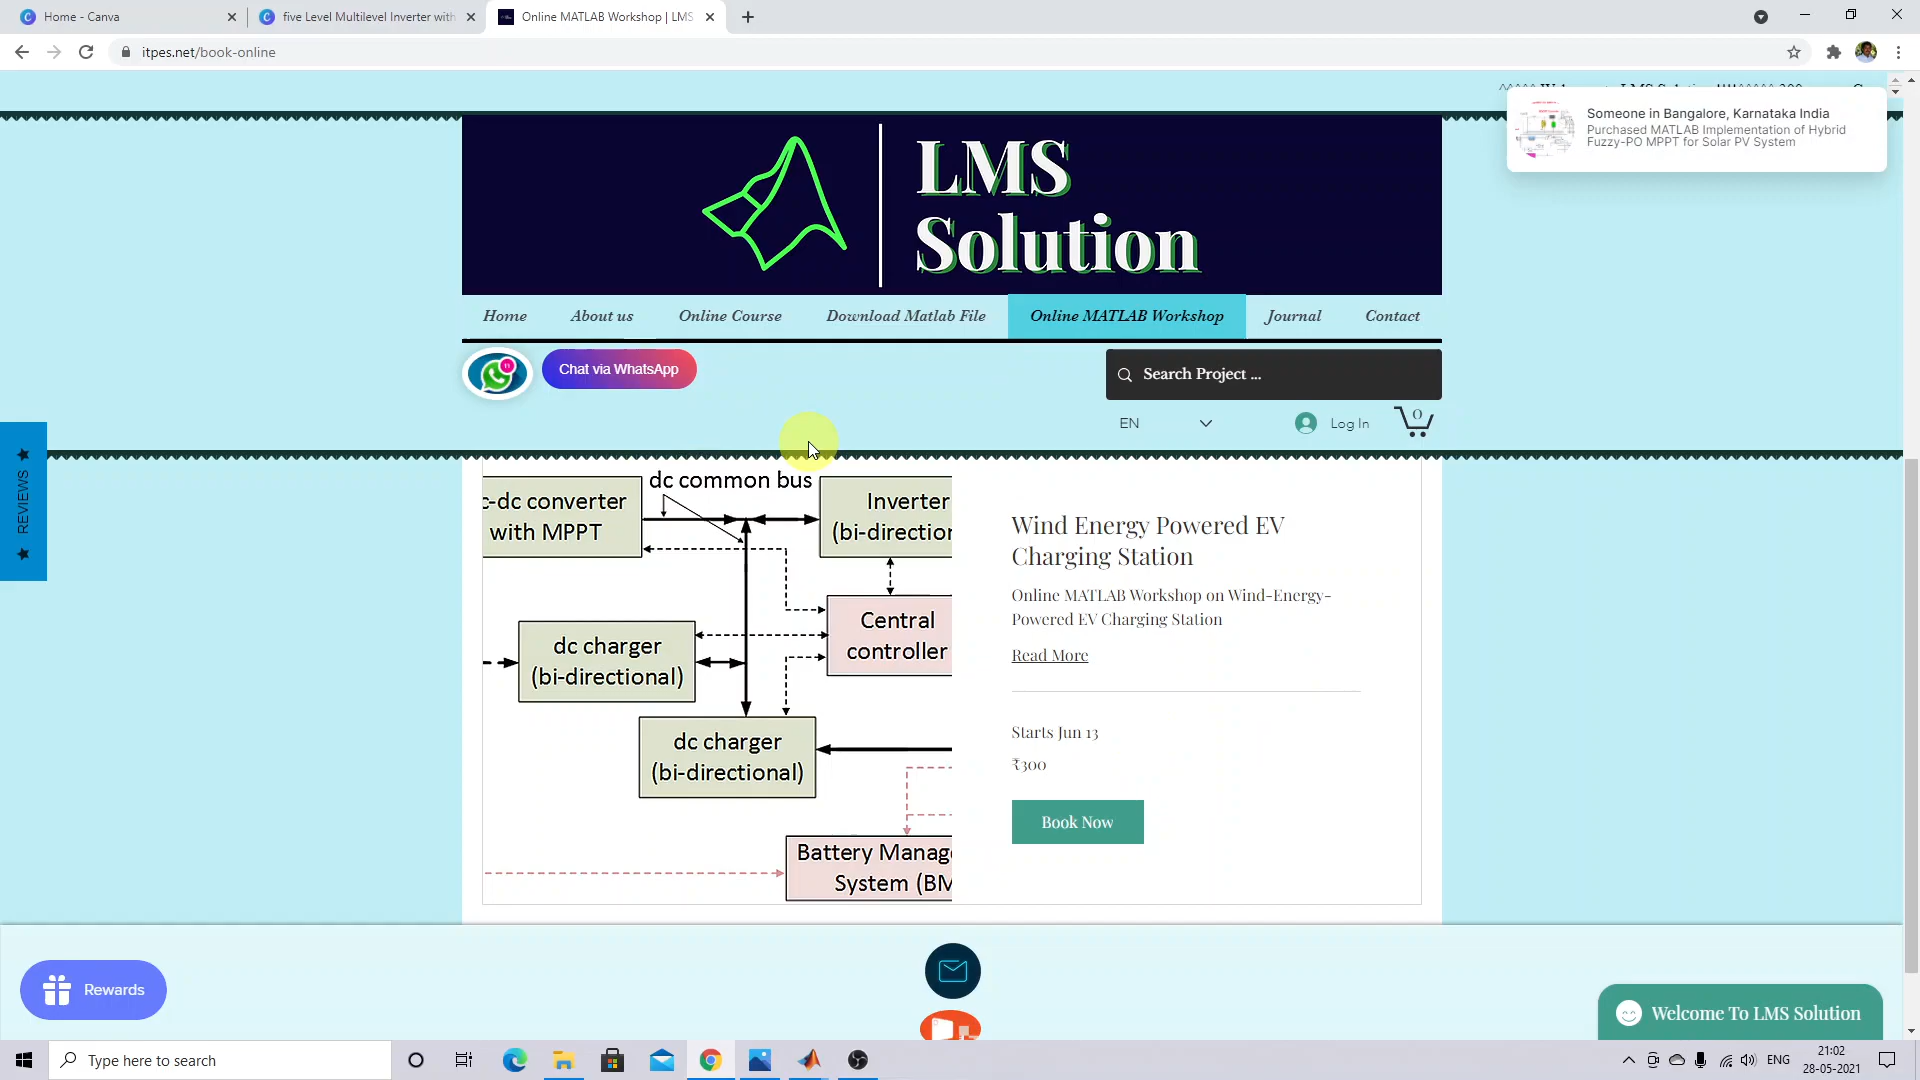 Home - Canva
five Level Multilevel Inverter with
Online MATLAB Workshop | LMS
itpes.net/book-online
Someone in Bangalore, Karnataka India
Purchased MATLAB Implementation of Hybrid
Fuzzy-PO MPPT for Solar PV System
LMS
Solution
Home
About us
Online Course
Download Matlab File
Online MATLAB Workshop
Journal
Contact
11
Chat via WhatsApp
Search Project ...
EN
Log In
0
REVIEWS
dc common bus
c-dc converter
with MPPT
Inverter
(bi-direction
Central
controller
dc charger
(bi-directional)
dc charger
(bi-directional)
Battery Manage
System (BM
Wind Energy Powered EV
Charging Station
Online MATLAB Workshop on Wind-Energy-
Powered EV Charging Station
Read More
Starts Jun 13
₹300
Book Now
Rewards
Welcome To LMS Solution
Type here to search
ENG
21:02
28-05-2021